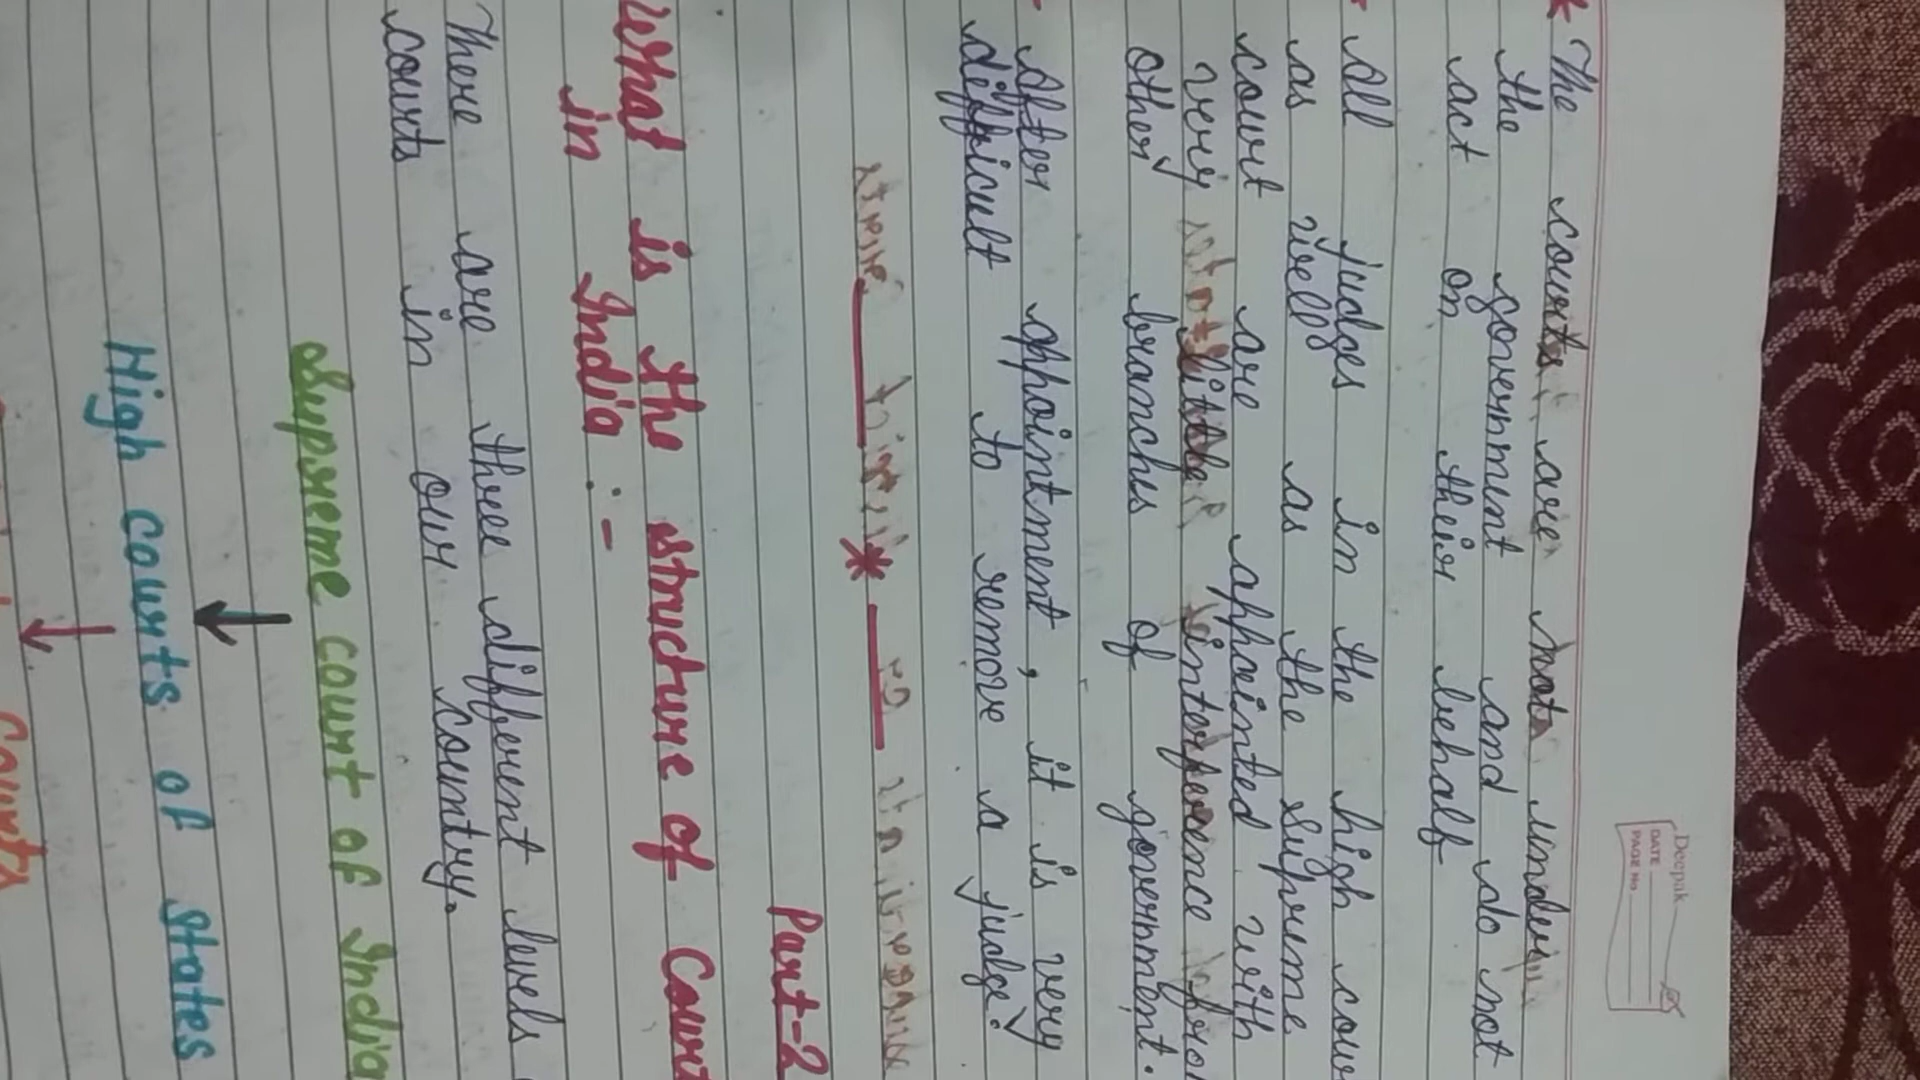 Deepak
DATE
PAGE No.
* The courts are not under
the government and do not
act on their behalf
- All judges in the high cour
as well as the supreme
court are appointed with
very little interference from
other branches of government.
- After appointment, it is very
difficult to remove a judge.
*
Part-2
What is the structure of Court
in India :-
There are three different levels
courts in our country.
Supreme court of India
High courts of states
Courts